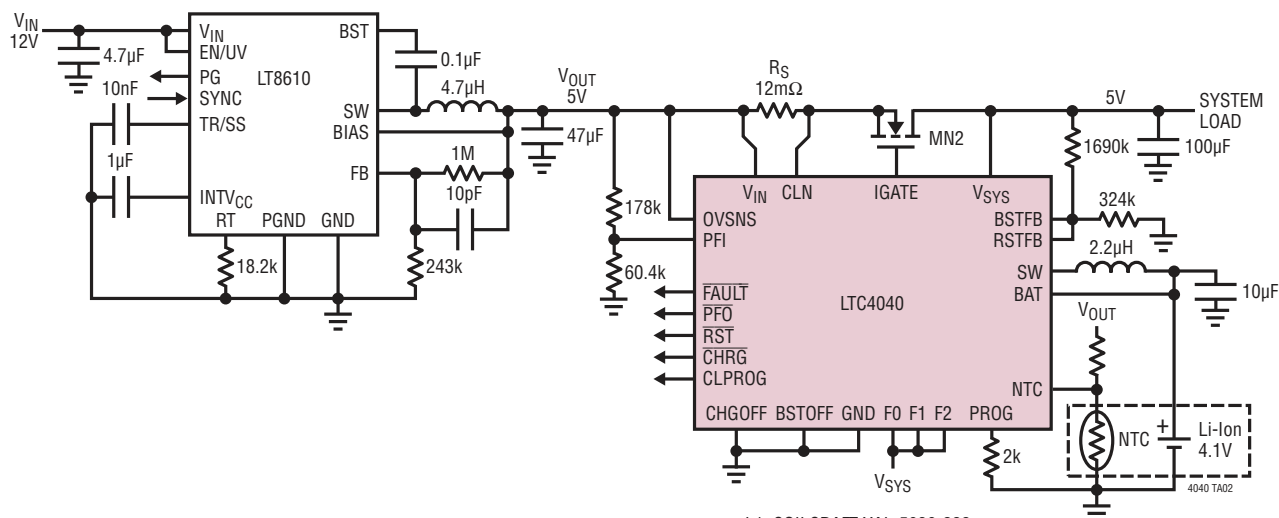 VIN
12V
4.7µF
VIN
EN/UV
PG
SYNC
TR/SS
INTVCC
RT
PGND
GND
BST
SW
BIAS
FB
LT8610
10nF
1µF
18.2k
0.1µF
4.7µH
1M
10pF
243k
VOUT
5V
47µF
RS
12mΩ
MN2
5V
SYSTEM
LOAD
1690k
100µF
178k
60.4k
VIN
CLN
IGATE
VSYS
OVSNS
PFI
FAULT
PFO
RST
CHRG
CLPROG
LTC4040
BSTFB
RSTFB
SW
BAT
NTC
CHGOFF
BSTOFF
GND
F0
F1
F2
PROG
324k
2.2µH
10µF
VOUT
2k
VSYS
NTC
+
Li-Ion
4.1V
4040 TA02